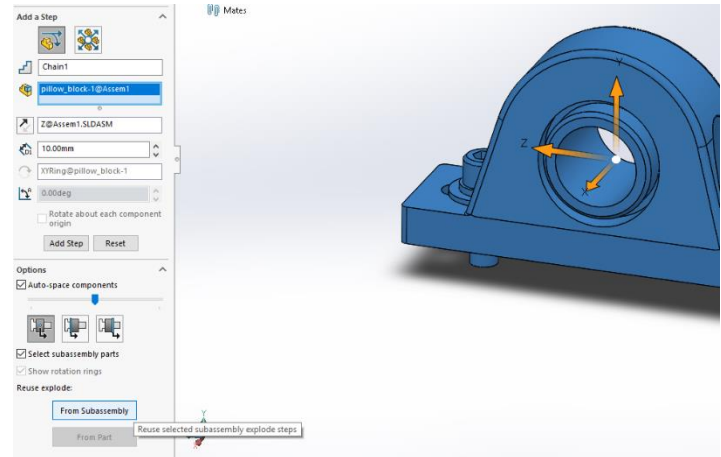 Add a Step
Mates
Chain1
pillow_block-1@Assem1
Z@Assem1.SLDASM
D1
10.00mm
XYRing@pillow_block-1
0.00deg
Rotate about each component
origin
Add Step Reset
Options
Auto-space components
Select subassembly parts
Show rotation rings
Reuse explode:
From Subassembly
Reuse selected subassembly explode steps
From Part
Y
Z
X
Y
X